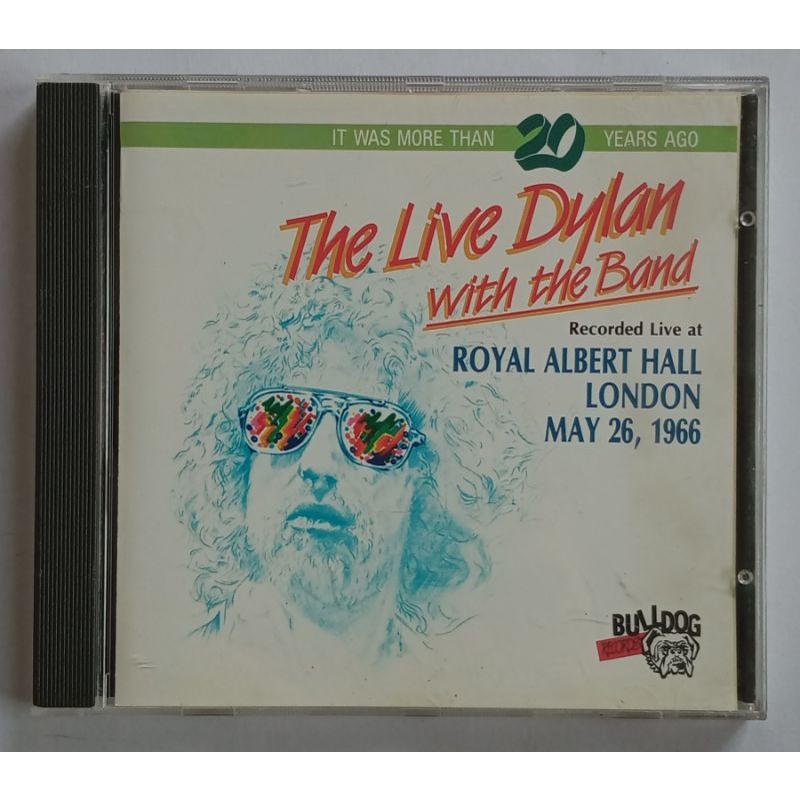 IT WAS MORE THAN 20 YEARS AGO
The Live Dylan
with the Band
Recorded Live at
ROYAL ALBERT HALL
LONDON
MAY 26, 1966
BULLDOG
RECORDS